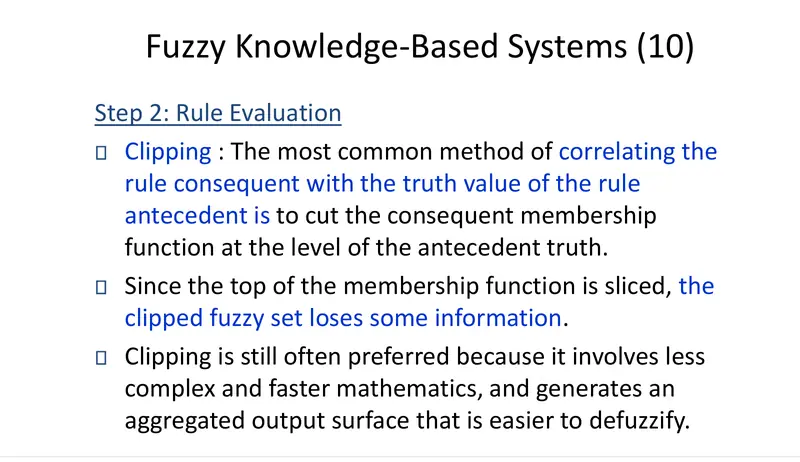 Fuzzy Knowledge-Based Systems (10)
Step 2: Rule Evaluation
Clipping : The most common method of correlating the
rule consequent with the truth value of the rule
antecedent is to cut the consequent membership
function at the level of the antecedent truth.
Since the top of the membership function is sliced, the
clipped fuzzy set loses some information.
Clipping is still often preferred because it involves less
complex and faster mathematics, and generates an
aggregated output surface that is easier to defuzzify.